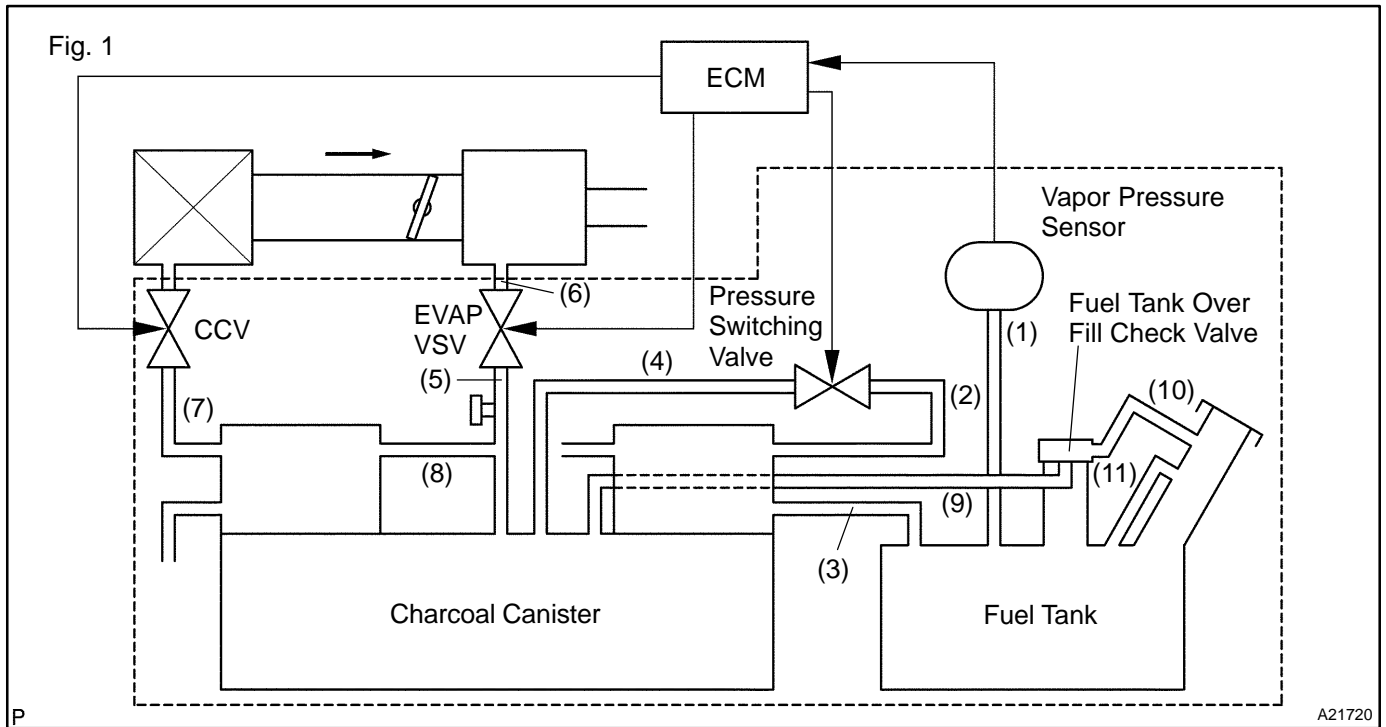 Fig. 1
ECM
Vapor Pressure
Sensor
(6)
Pressure
Switching
Valve
Fuel Tank Over
Fill Check Valve
CCV
EVAP
VSV
(1)
(4)
(5)
(2)
(10)
(7)
(8)
(9)
(11)
(3)
Charcoal Canister
Fuel Tank
P
A21720